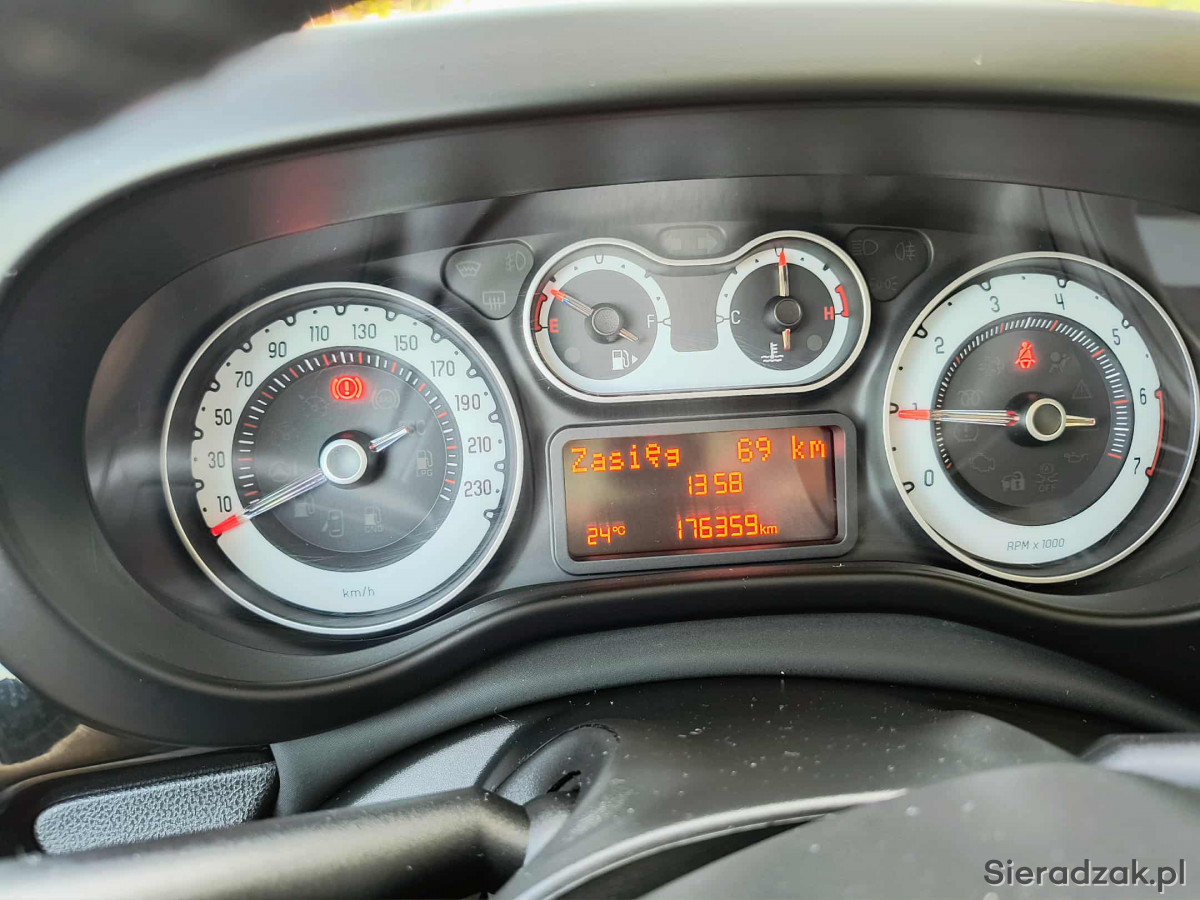 10 30 50 70 90 110 130 150 170 190 210 230
km/h
E F
C H
Zasięg 69 km
13 58
24°C 176359km
0 1 2 3 4 5 6 7
OFF
RPM x 1000
Sieradzak.pl